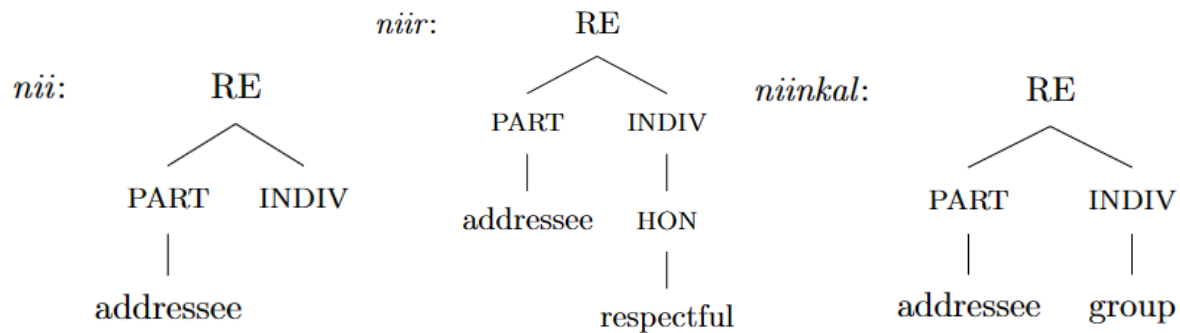 nii: RE
PART INDIV
addressee
niir: RE
PART INDIV
addressee HON
respectful
niinkal: RE
PART INDIV
addressee group